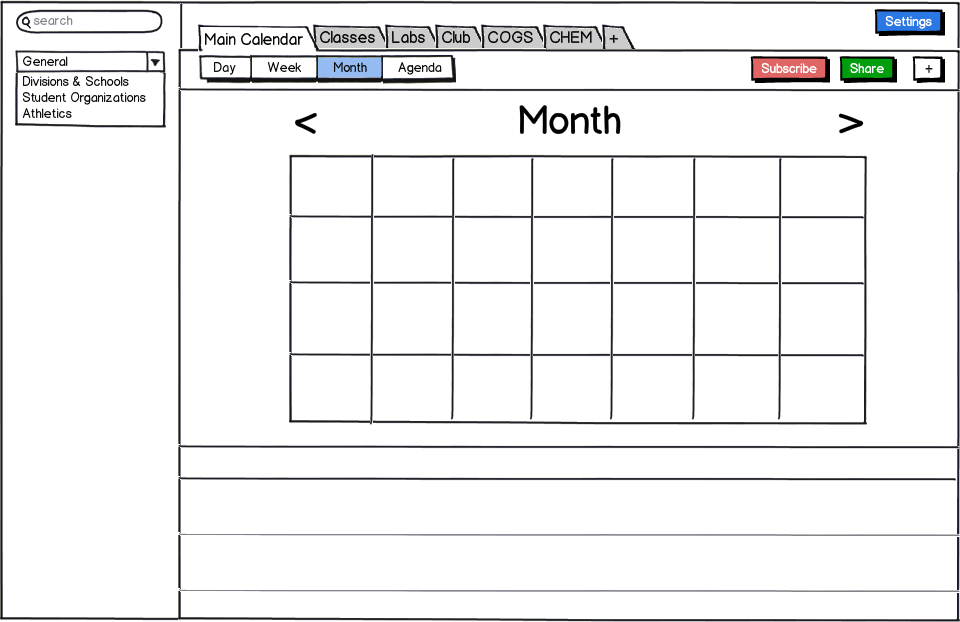 search
General
Divisions & Schools
Student Organizations
Athletics
Main Calendar Classes Labs Club COGS CHEM +
Settings
Day Week Month Agenda
Subscribe Share +
< Month >